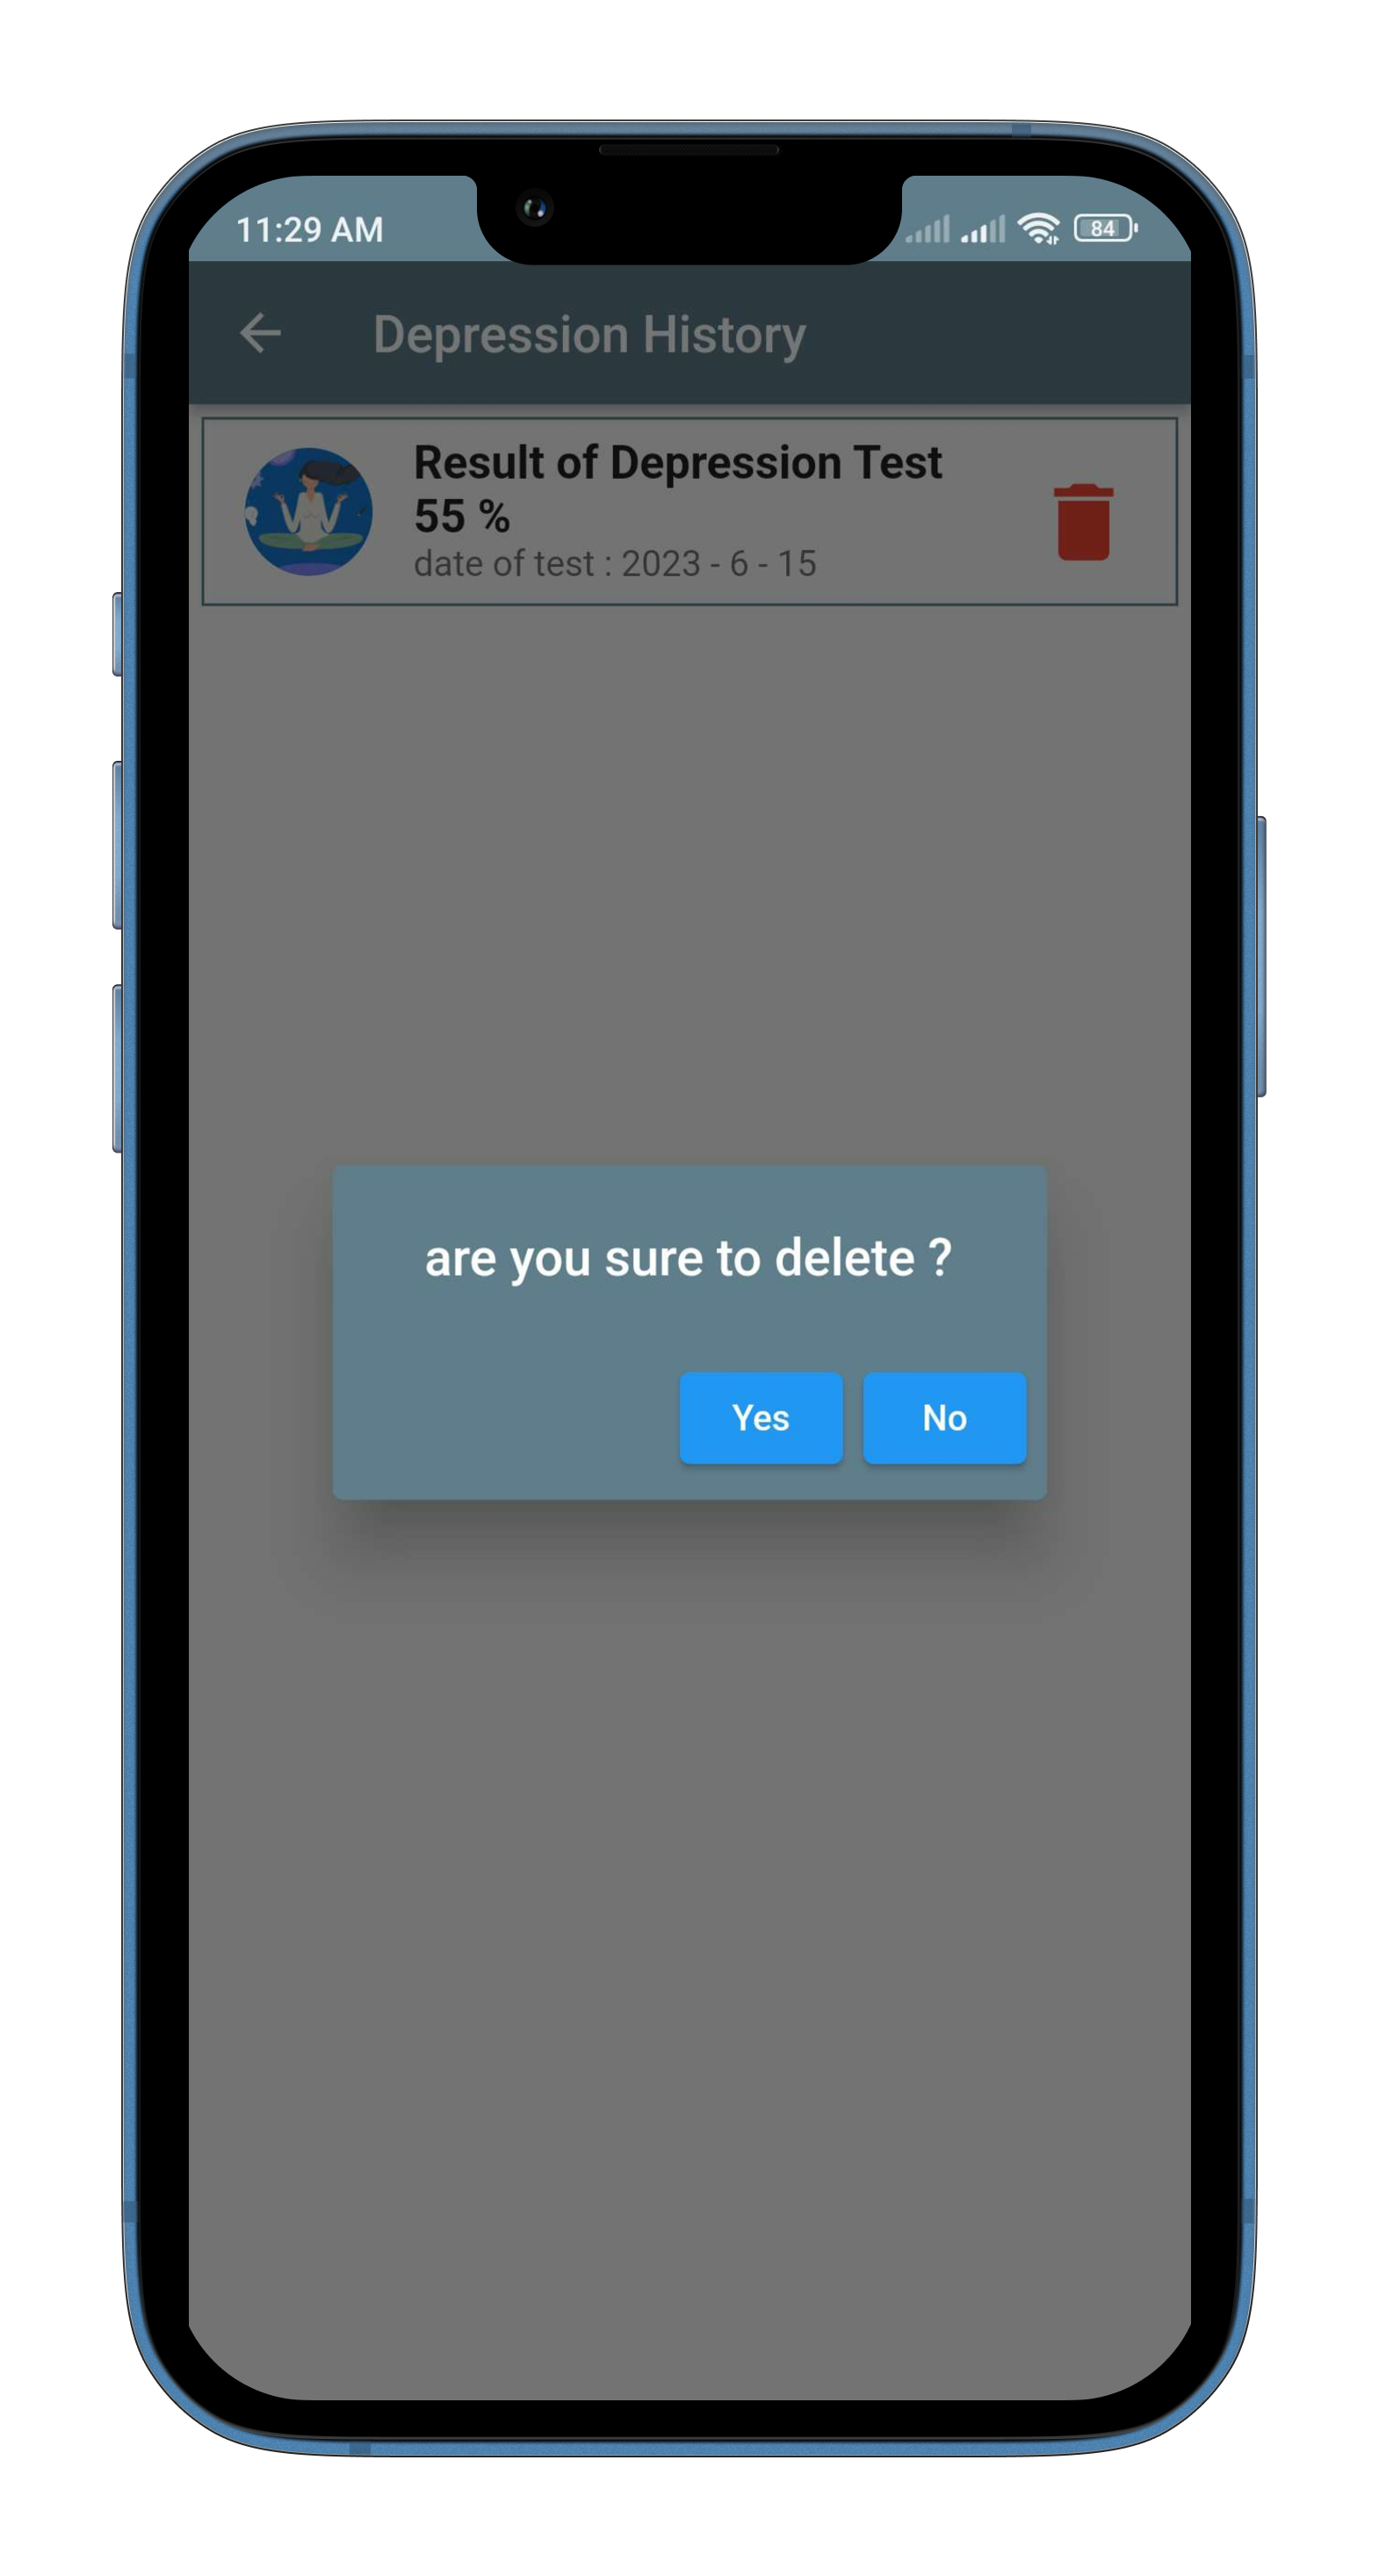 11:29 AM
84
Depression History
Result of Depression Test
55 %
date of test : 2023 - 6 - 15
are you sure to delete ?
Yes No